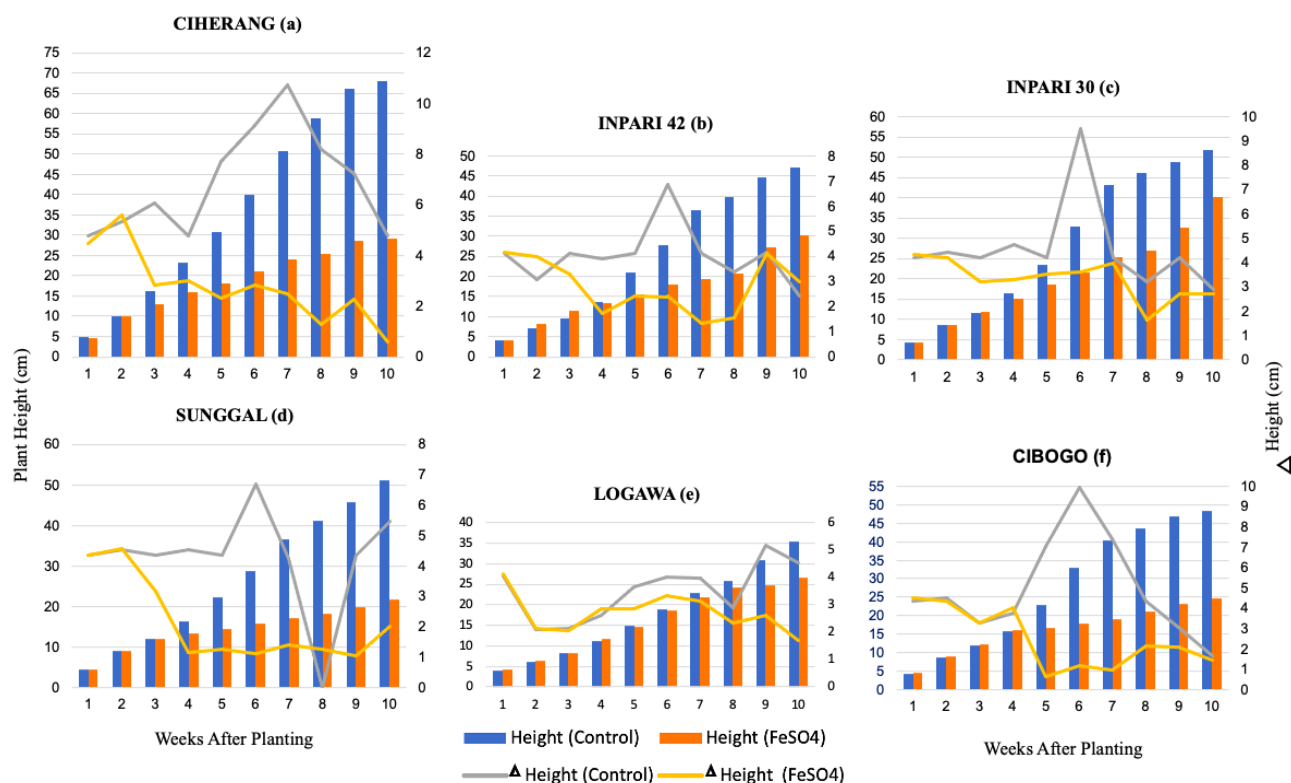 CIHERANG (a)
75 70 65 60 55 50 45 40 35 30 25 20 15 10 5 0
12 10 8 6 4 2 0
1 2 3 4 5 6 7 8 9 10
INPARI 42 (b)
50 45 40 35 30 25 20 15 10 5 0
8 7 6 5 4 3 2 1 0
1 2 3 4 5 6 7 8 9 10
INPARI 30 (c)
60 55 50 45 40 35 30 25 20 15 10 5 0
10 9 8 7 6 5 4 3 2 1 0
1 2 3 4 5 6 7 8 9 10
Plant Height (cm)
Δ Height (cm)
SUNGGAL (d)
60 50 40 30 20 10 0
8 7 6 5 4 3 2 1 0
1 2 3 4 5 6 7 8 9 10
LOGAWA (e)
40 35 30 25 20 15 10 5 0
6 5 4 3 2 1 0
1 2 3 4 5 6 7 8 9 10
CIBOGO (f)
55 50 45 40 35 30 25 20 15 10 5 0
10 9 8 7 6 5 4 3 2 1 0
1 2 3 4 5 6 7 8 9 10
Weeks After Planting
Height (Control) Height (FeSO4)
Δ Height (Control) Δ Height (FeSO4)
Weeks After Planting